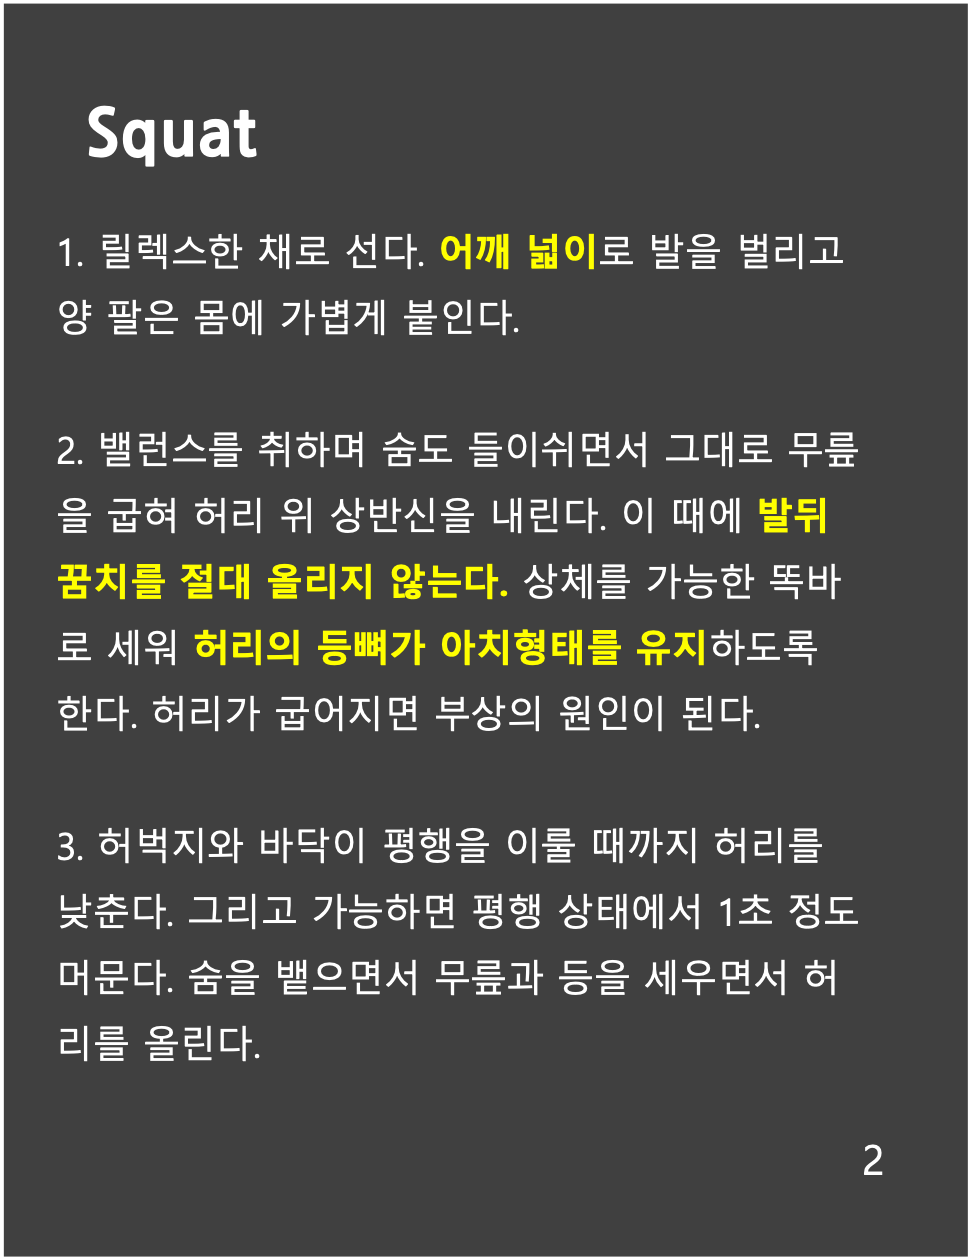 Squat
1. 릴렉스한 채로 선다. 어깨 넓이로 발을 벌리고
양 팔은 몸에 가볍게 붙인다.
2. 밸런스를 취하며 숨도 들이쉬면서 그대로 무릎
을 굽혀 허리 위 상반신을 내린다. 이 때에 발뒤
꿈치를 절대 올리지 않는다. 상체를 가능한 똑바
로 세워 허리의 등뼈가 아치형태를 유지하도록
한다. 허리가 굽어지면 부상의 원인이 된다.
3. 허벅지와 바닥이 평행을 이룰 때까지 허리를
낮춘다. 그리고 가능하면 평행 상태에서 1초 정도
머문다. 숨을 뱉으면서 무릎과 등을 세우면서 허
리를 올린다.
2